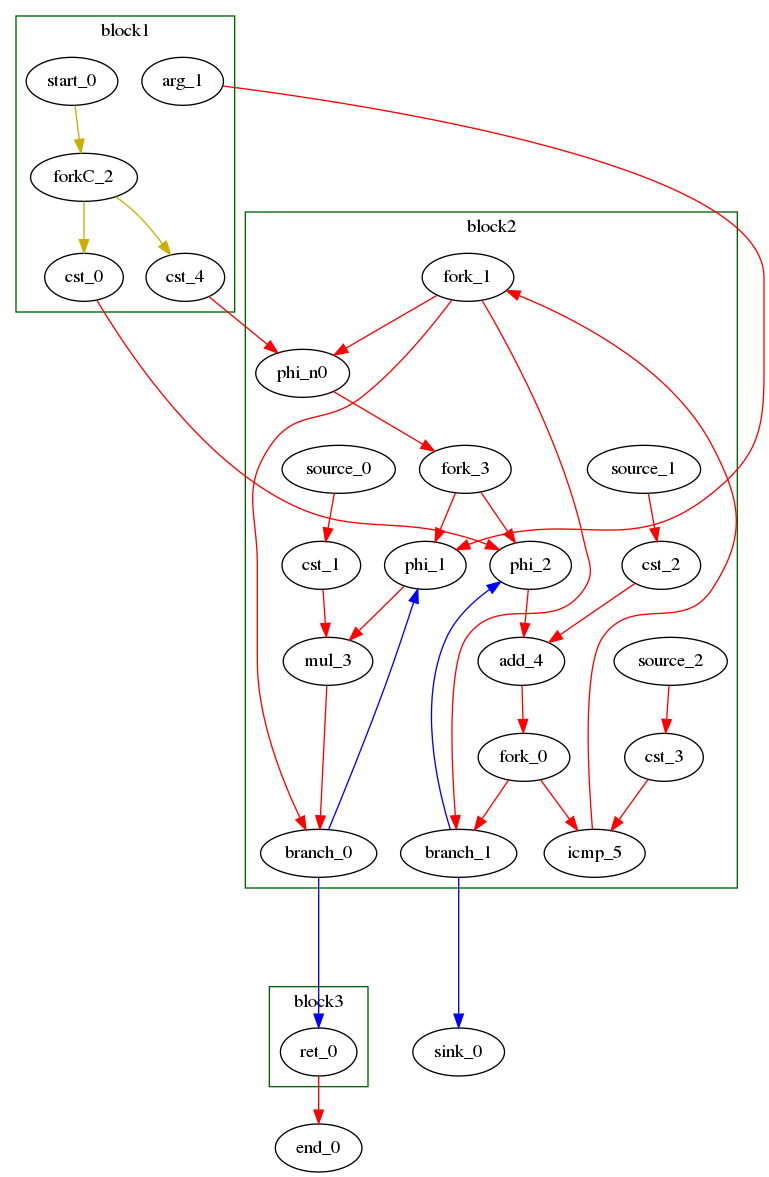 block1
start_0
arg_1
forkC_2
cst_0
cst_4
block2
fork_1
phi_n0
source_0
fork_3
source_1
cst_1
phi_1
phi_2
cst_2
mul_3
add_4
source_2
fork_0
cst_3
branch_0
branch_1
icmp_5
block3
ret_0
sink_0
end_0